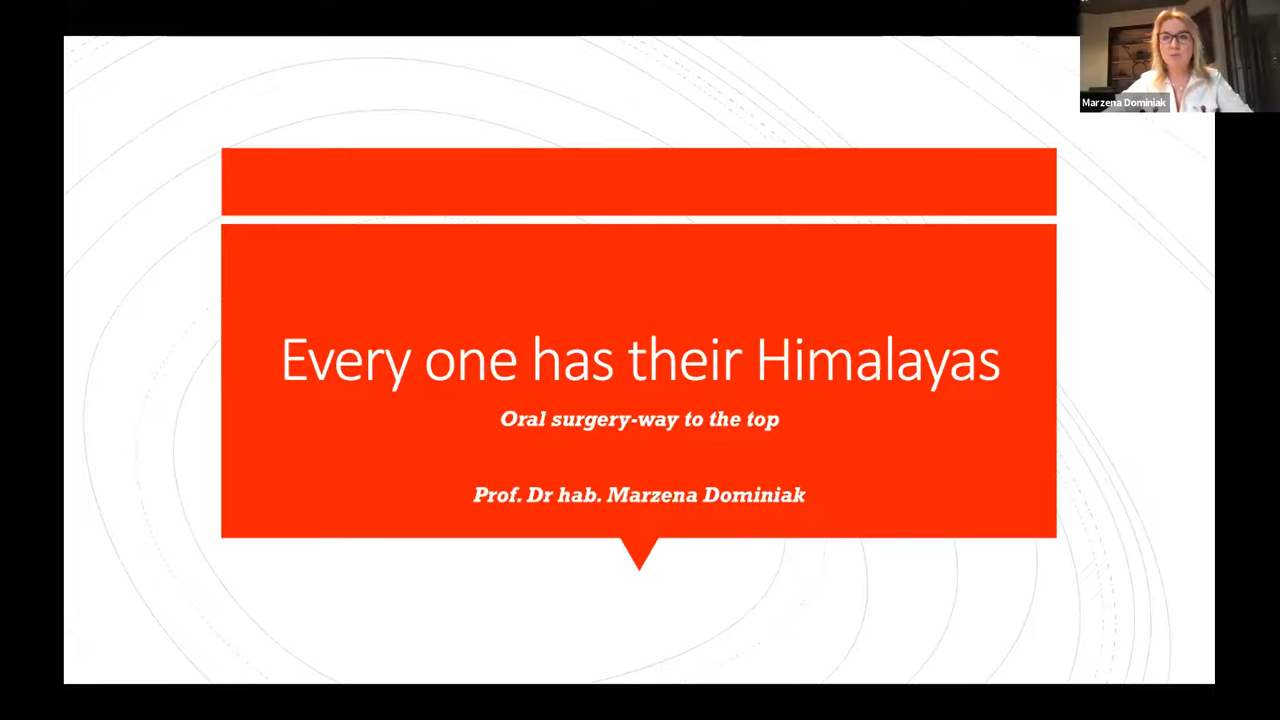 Marzena Dominiak
Every one has their Himalayas
Oral surgery-way to the top
Prof. Dr hab. Marzena Dominiak